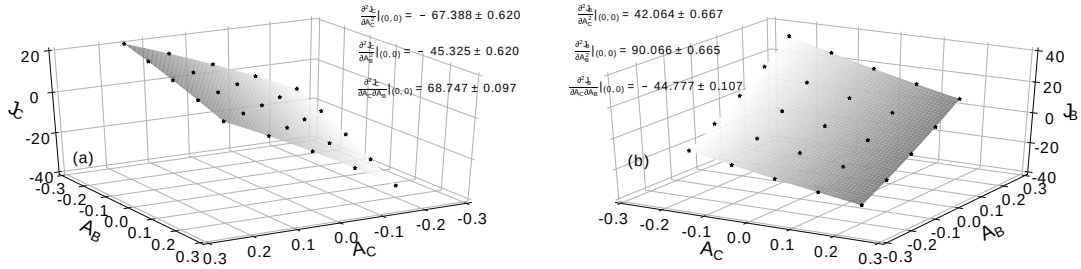 ∂²J_C/∂A_C²|(0,0) = − 67.388 ± 0.620
∂²J_C/∂A_B²|(0,0) = − 45.325 ± 0.620
∂²J_C/∂A_C∂A_B|(0,0) = 68.747 ± 0.097
20
0
-20
-40
J_C
(a)
-0.3
-0.2
-0.1
0.0
0.1
0.2
0.3
A_B
0.3
0.2
0.1
0.0
-0.1
-0.2
-0.3
A_C
∂²J_B/∂A_C²|(0,0) = 42.064 ± 0.667
∂²J_B/∂A_B²|(0,0) = 90.066 ± 0.665
∂²J_B/∂A_C∂A_B|(0,0) = − 44.777 ± 0.107
40
20
0
-20
-40
J_B
(b)
-0.3
-0.2
-0.1
0.0
0.1
0.2
0.3
A_C
-0.3
-0.2
-0.1
0.0
0.1
0.2
0.3
A_B